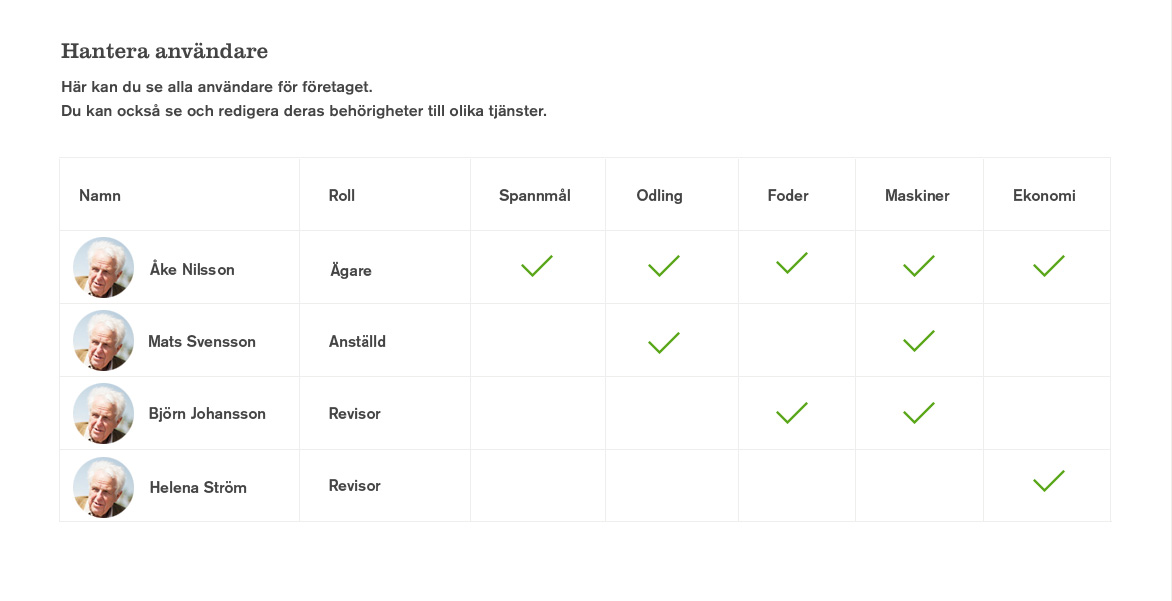 Hantera användare
Här kan du se alla användare för företaget.
Du kan också se och redigera deras behörigheter till olika tjänster.
Namn Roll Spannmål Odling Foder Maskiner Ekonomi
Åke Nilsson Ägare
Mats Svensson Anställd
Björn Johansson Revisor
Helena Ström Revisor